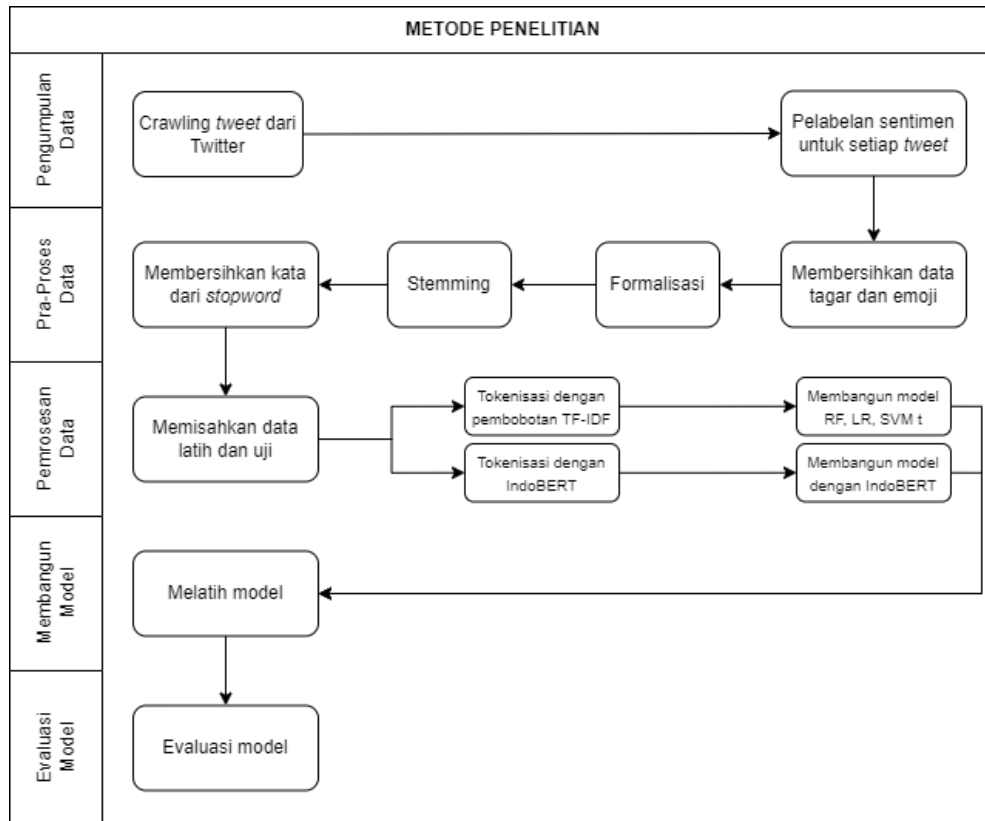 METODE PENELITIAN
Pengumpulan
Data
Crawling tweet dari
Twitter
Pelabelan sentimen
untuk setiap tweet
Pra-Proses
Data
Membersihkan kata
dari stopword
Stemming
Formalisasi
Membersihkan data
tagar dan emoji
Pemrosesan
Data
Memisahkan data
latih dan uji
Tokenisasi dengan
pembobotan TF-IDF
Membangun model
RF, LR, SVM t
Tokenisasi dengan
IndoBERT
Membangun model
dengan IndoBERT
Membangun
Model
Melatih model
Evaluasi
Model
Evaluasi model